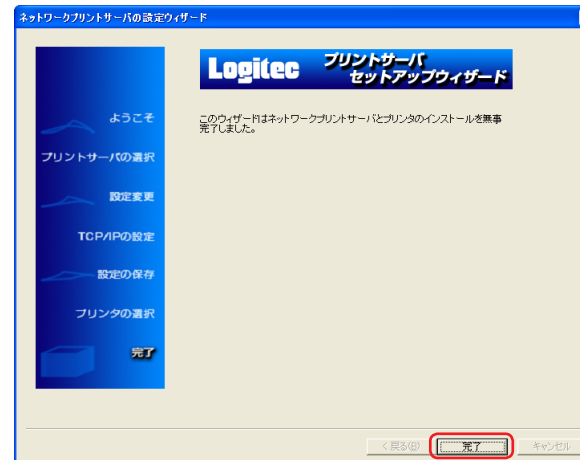 ネットワークプリントサーバの設定ウィザード
Logitec
プリントサーバ
セットアップウィザード
ようこそ
プリントサーバの選択
設定変更
TCP/IPの設定
設定の保存
プリンタの選択
完了
このウィザードはネットワークプリントサーバとプリンタのインストールを無事
完了しました。
< 戻る(B)
完了
キャンセル